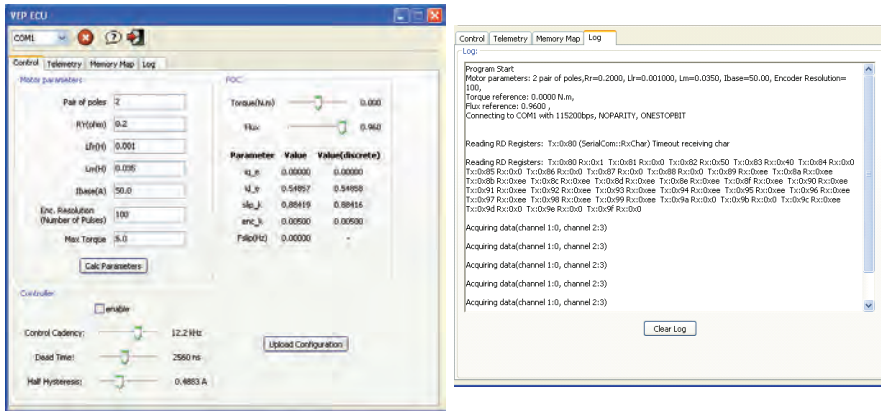 VEP ECU
COM1
Control Telemetry Memory Map Log
Motor parameters:
Pair of poles 2
Rr(ohm) 0.2
Llr(H) 0.001
Lm(H) 0.035
Ibase(A) 50.0
Enc. Resolution
(Number of Pulses) 100
Max Torque 5.0
Calc Parameters
FOC:
Torque(N.m) 0.000
Flux 0.960
Parameter Value Value(discrete)
iq_e 0.00000 0.00000
id_e 0.54857 0.54858
slip_k 0.88419 0.88416
enc_k 0.00500 0.00500
Fslip(Hz) 0.00000 -
Controller
enable
Control Cadency: 12.2 kHz
Dead Time: 2560 ns
Half Hysteresis: 0.4883 A
Upload Configuration
Control Telemetry Memory Map Log
Log:
Program Start
Motor parameters: 2 pair of poles,Rr=0.2000, Llr=0.001000, Lm=0.0350, Ibase=50.00, Encoder Resolution=
100,
Torque reference: 0.0000 N.m,
Flux reference: 0.9600 ,
Connecting to COM1 with 115200bps, NOPARITY, ONESTOPBIT
Reading RD Registers: Tx:0x80 (SerialCom::RxChar) Timeout receiving char
Reading RD Registers: Tx:0x80 Rx:0x1 Tx:0x81 Rx:0x0 Tx:0x82 Rx:0x50 Tx:0x83 Rx:0x40 Tx:0x84 Rx:0x0
Tx:0x85 Rx:0x0 Tx:0x86 Rx:0x0 Tx:0x87 Rx:0x0 Tx:0x88 Rx:0x0 Tx:0x89 Rx:0xee Tx:0x8a Rx:0xee
Tx:0x8b Rx:0xee Tx:0x8c Rx:0xee Tx:0x8d Rx:0xee Tx:0x8e Rx:0xee Tx:0x8f Rx:0xee Tx:0x90 Rx:0xee
Tx:0x91 Rx:0xee Tx:0x92 Rx:0xee Tx:0x93 Rx:0xee Tx:0x94 Rx:0xee Tx:0x95 Rx:0xee Tx:0x96 Rx:0xee
Tx:0x97 Rx:0xee Tx:0x98 Rx:0xee Tx:0x99 Rx:0xee Tx:0x9a Rx:0x0 Tx:0x9b Rx:0x0 Tx:0x9c Rx:0xee
Tx:0x9d Rx:0x0 Tx:0x9e Rx:0x0 Tx:0x9f Rx:0x0
Acquiring data(channel 1:0, channel 2:3)
Acquiring data(channel 1:0, channel 2:3)
Acquiring data(channel 1:0, channel 2:3)
Acquiring data(channel 1:0, channel 2:3)
Acquiring data(channel 1:0, channel 2:3)
Clear Log